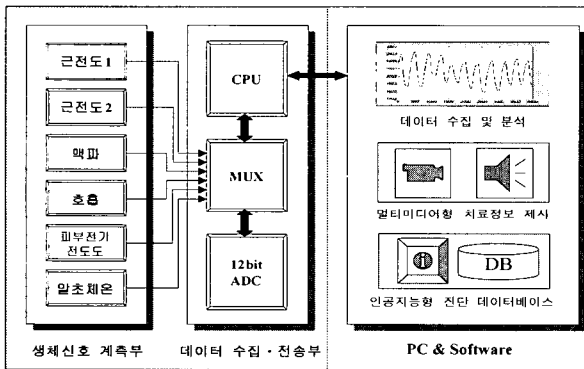 근전도1
근전도2
맥파
호흡
피부전기
전도도
말초체온
생체신호 계측부
CPU
MUX
12bit
ADC
데이터 수집 · 전송부
데이터 수집 및 분석
멀티미디어형 치료정보 제시
DB
인공지능형 진단 데이터베이스
PC & Software